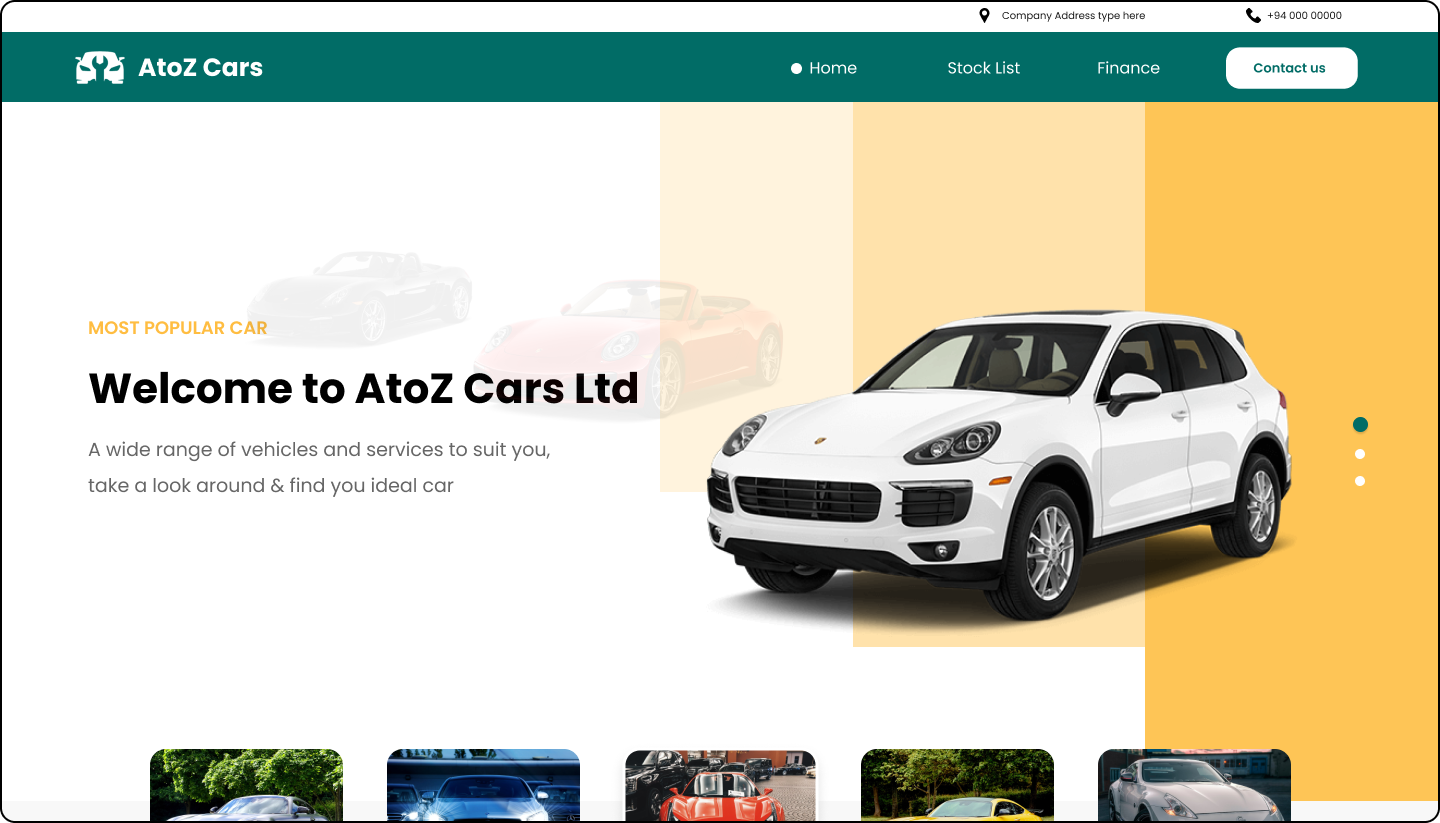 Company Address type here
+94 000 00000
AtoZ Cars
Home
Stock List
Finance
Contact us
MOST POPULAR CAR
Welcome to AtoZ Cars Ltd
A wide range of vehicles and services to suit you,
take a look around & find you ideal car